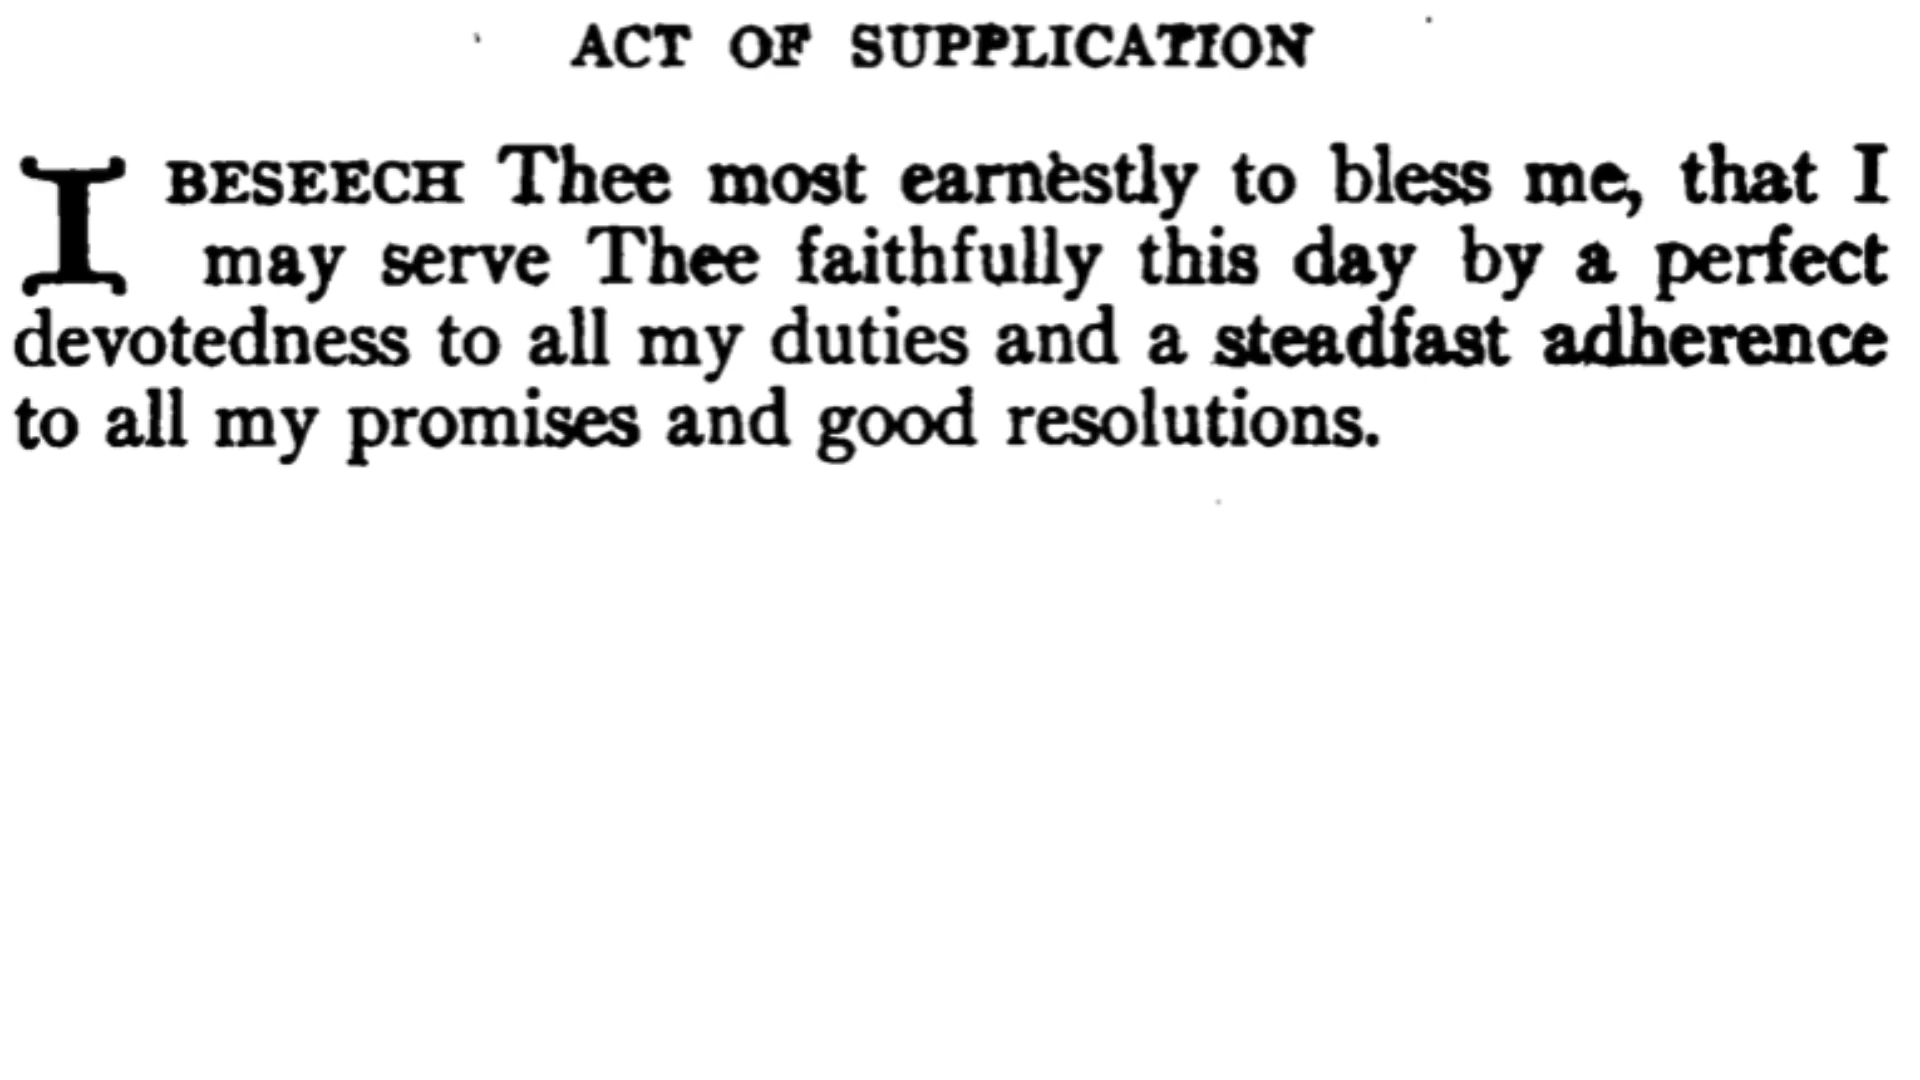 ACT OF SUPPLICATION
I BESEECH Thee most earnestly to bless me, that I
may serve Thee faithfully this day by a perfect
devotedness to all my duties and a steadfast adherence
to all my promises and good resolutions.